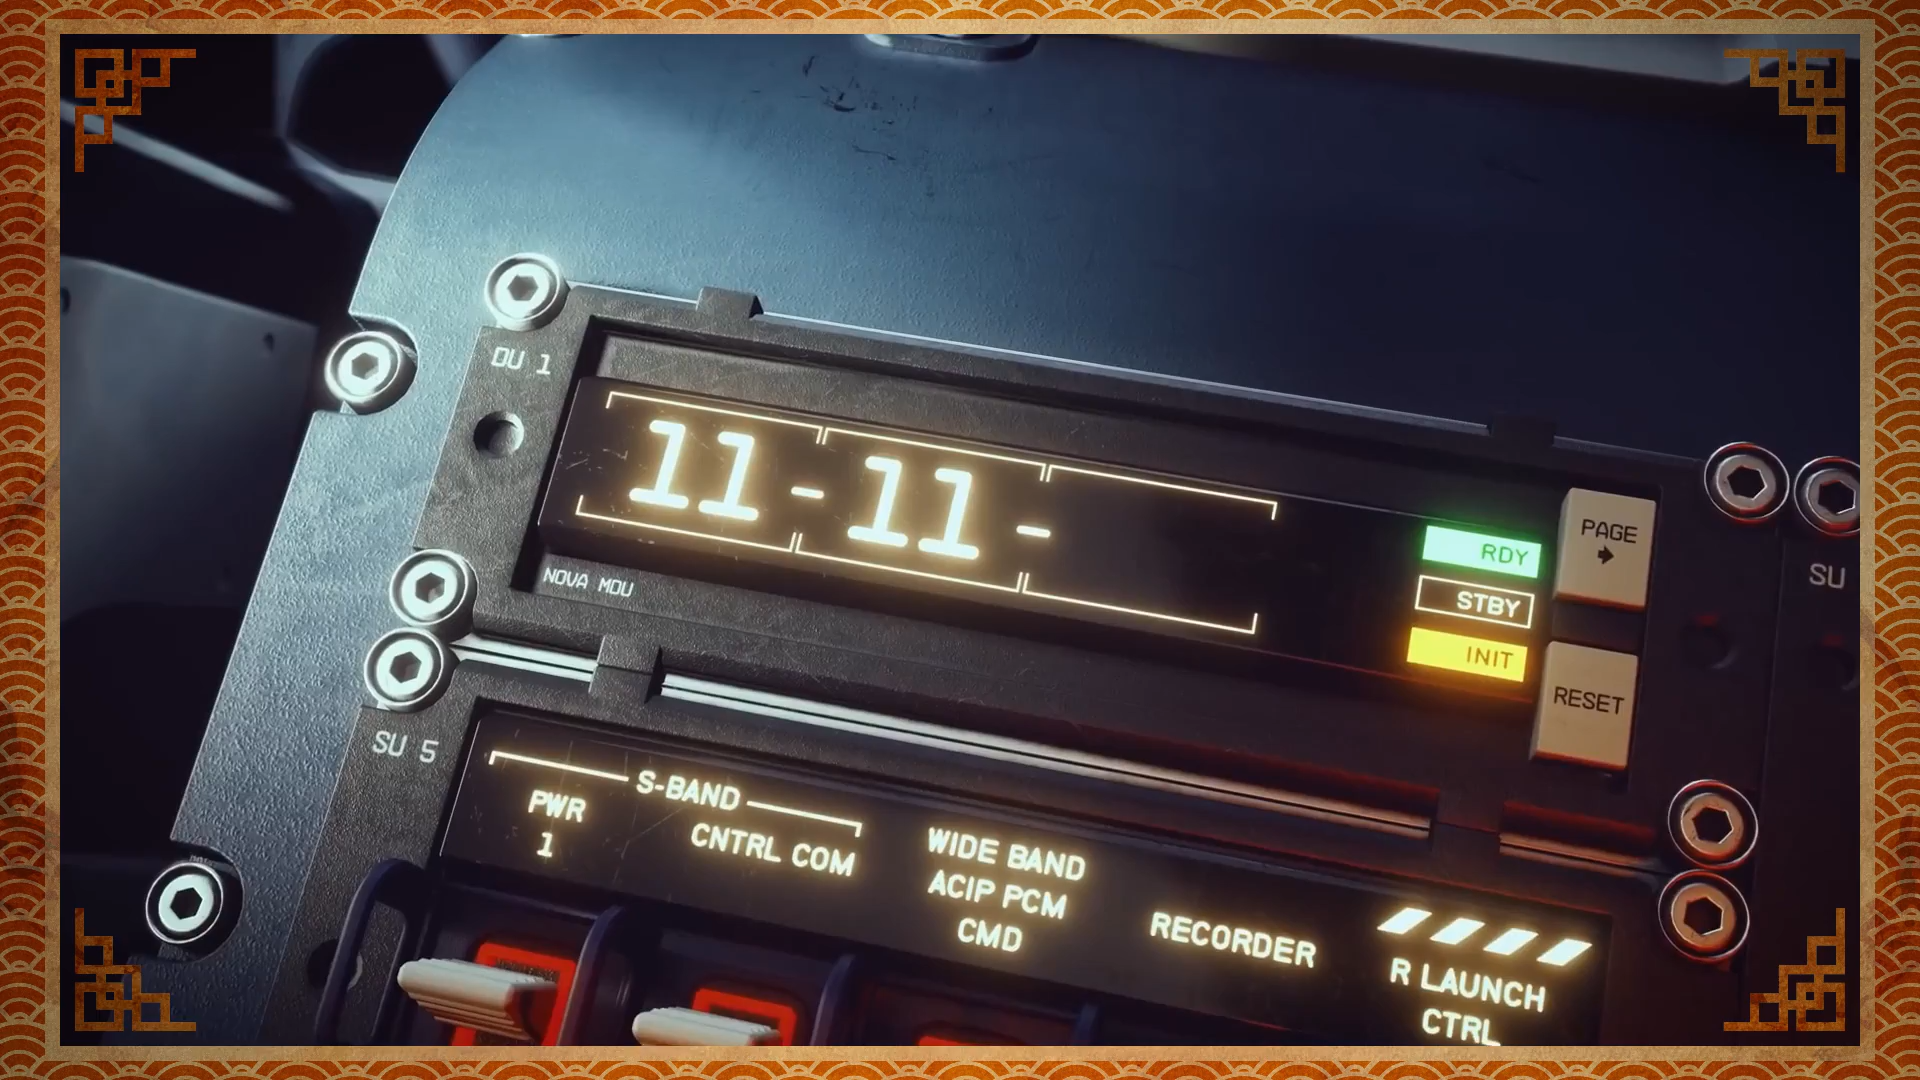 DU 1
11-11-
RDY
STBY
INIT
PAGE
RESET
NOVA MDU
SU
SU 5
S-BAND
PWR
1
CNTRL COM
WIDE BAND
ACIP PCM
CMD
RECORDER
R LAUNCH
CTRL